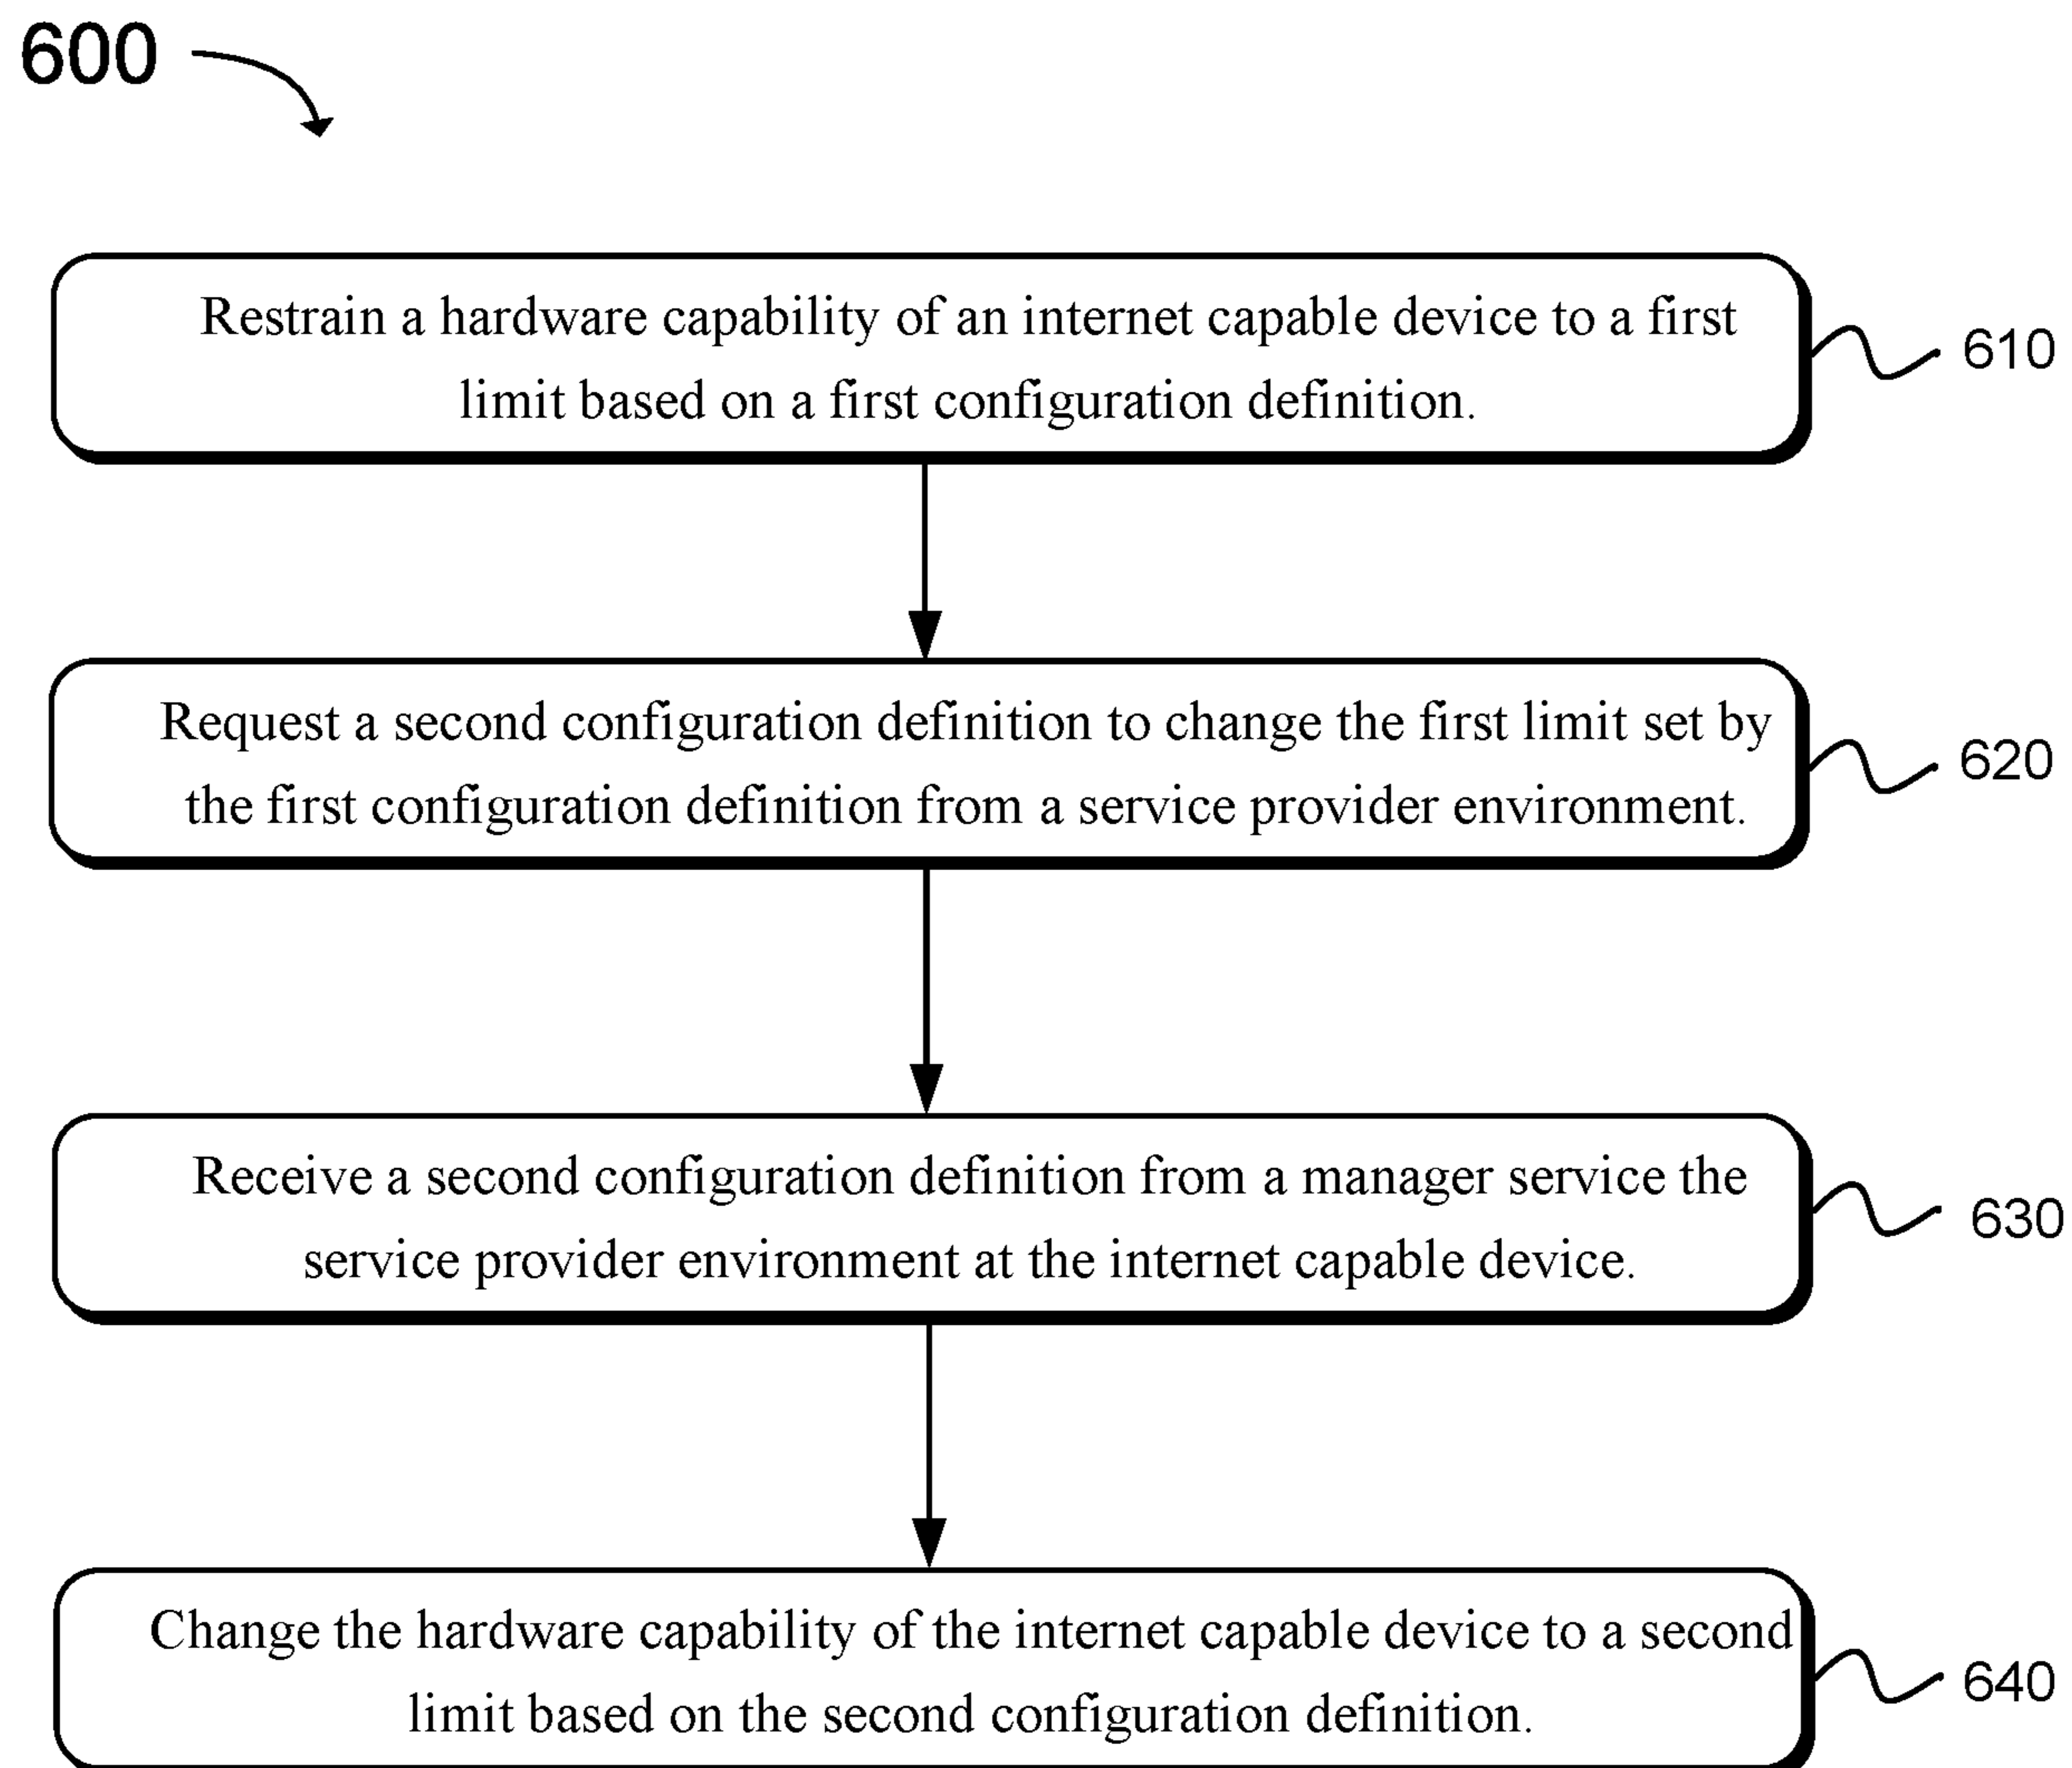 600
Restrain a hardware capability of an internet capable device to a first
limit based on a first configuration definition.
610
Request a second configuration definition to change the first limit set by
the first configuration definition from a service provider environment.
620
Receive a second configuration definition from a manager service the
service provider environment at the internet capable device.
630
Change the hardware capability of the internet capable device to a second
limit based on the second configuration definition.
640